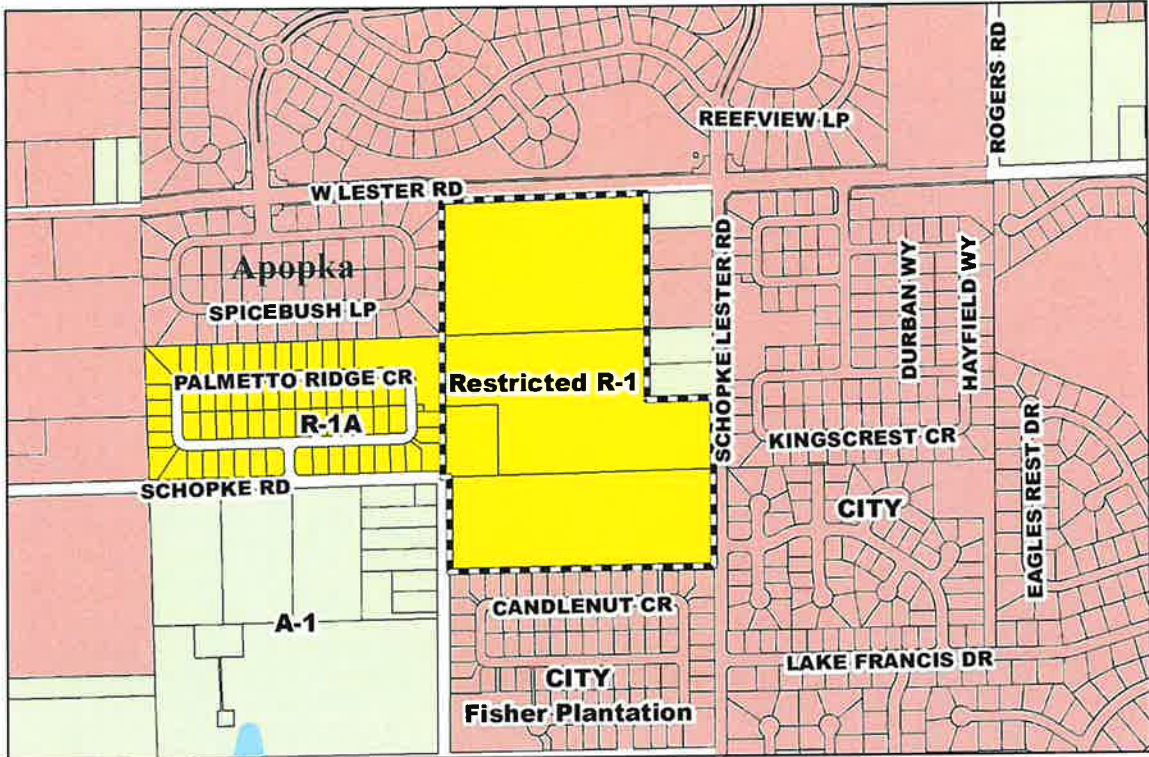 ROGERS RD
REEFVIEW LP
W LESTER RD
Apopka
SPICEBUSH LP
SCHOPKE LESTER RD
DURBAN WY
HAYFIELD WY
PALMETTO RIDGE CR
Restricted R-1
R-1A
KINGSCREST CR
EAGLES REST DR
SCHOPKE RD
CITY
A-1
CANDLENUT CR
LAKE FRANCIS DR
CITY
Fisher Plantation